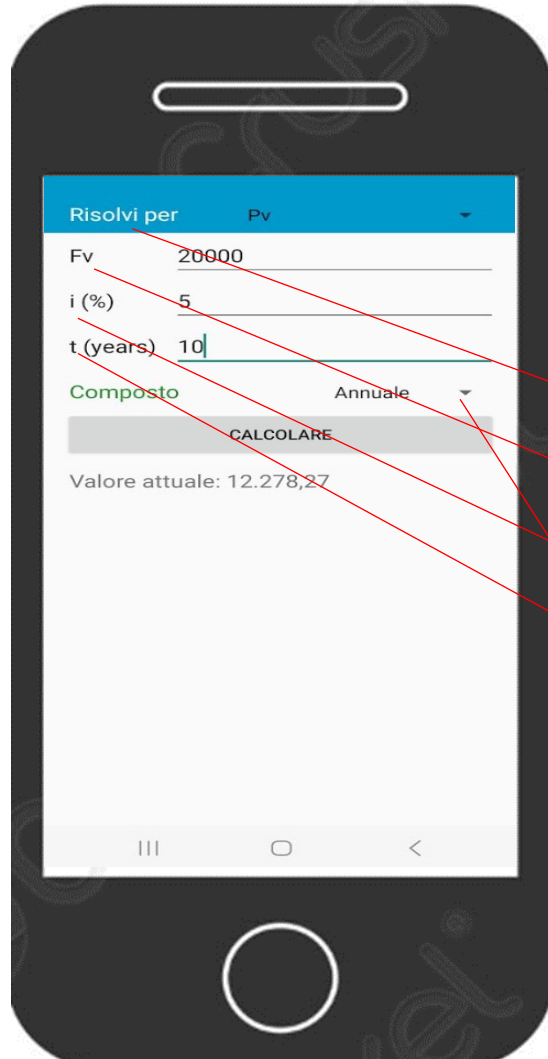 Risolvi per Pv
Fv 20000
i (%) 5
t (years) 10
Composto Annuale
CALCOLARE
Valore attuale: 12.278,27